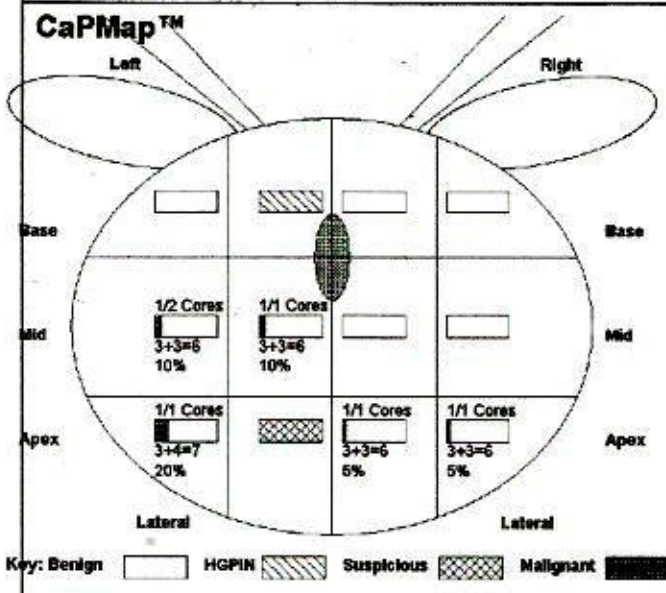 CaPMap™
Left Right
Base Base
1/2 Cores 1/1 Cores
Mid Mid
3+3=6 3+3=6
10% 10%
1/1 Cores 1/1 Cores 1/1 Cores
Apex Apex
3+4=7 3+3=6 3+3=6
20% 5% 5%
Lateral Lateral
Key: Benign HGPIN Suspicious Malignant